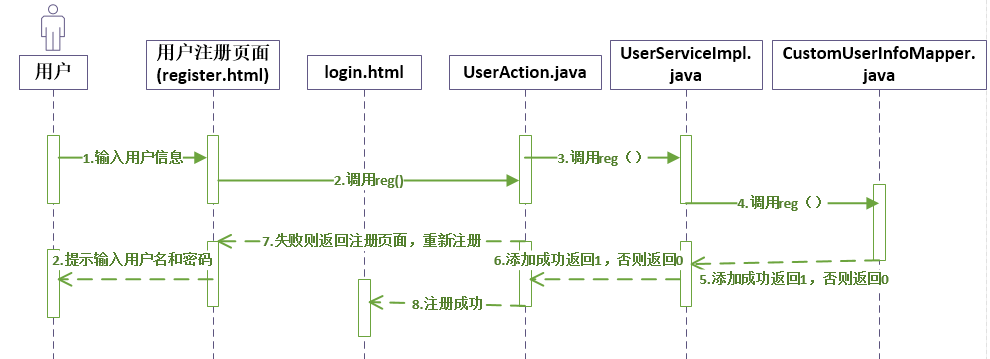 用户
用户注册页面
(register.html)
login.html
UserAction.java
UserServiceImpl.
java
CustomUserInfoMapper.
java
1.输入用户信息
3.调用reg（）
2.调用reg()
4.调用reg（）
7.失败则返回注册页面，重新注册
2.提示输入用户名和密码
6.添加成功返回1，否则返回0
5.添加成功返回1，否则返回0
8.注册成功